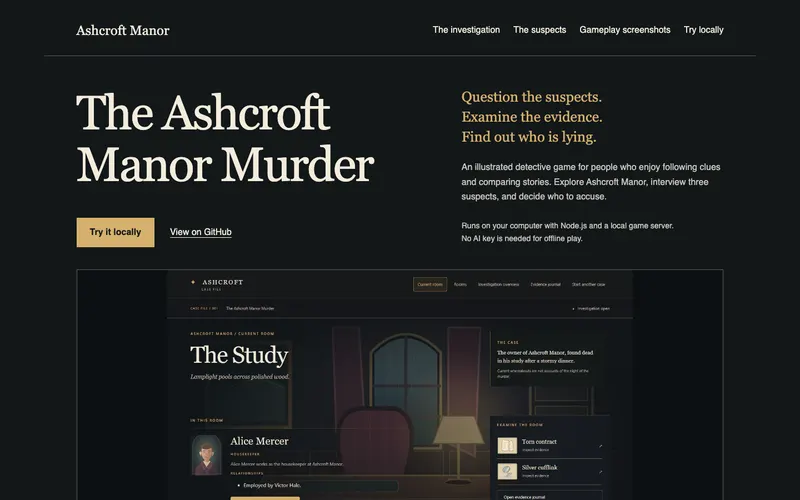 Ashcroft Manor
The investigation
The suspects
Gameplay screenshots
Try locally
The Ashcroft
Manor Murder
Question the suspects.
Examine the evidence.
Find out who is lying.
An illustrated detective game for people who enjoy following clues
and comparing stories. Explore Ashcroft Manor, interview three
suspects, and decide who to accuse.
Try it locally
View on GitHub
Runs on your computer with Node.js and a local game server.
No AI key is needed for offline play.
ASHCROFT
CASE FILE
Current room
Rooms
Investigation overview
Evidence journal
Start another case
The Ashcroft Manor Murder
Investigation open
ASHCROFT MANOR / CURRENT ROOM
The Study
Lamplight pools across polished wood.
THE CASE
The owner of Ashcroft Manor, found dead
in his study after a stormy dinner.
IN THIS ROOM
Alice Mercer
HOUSEKEEPER
Alice Mercer works as the housekeeper at Ashcroft Manor.
RELATIONSHIPS
Employed by Victor Hale.
EXAMINE THE ROOM
Torn contract
Inspect evidence
Silver cufflink
Inspect evidence
Open evidence journal